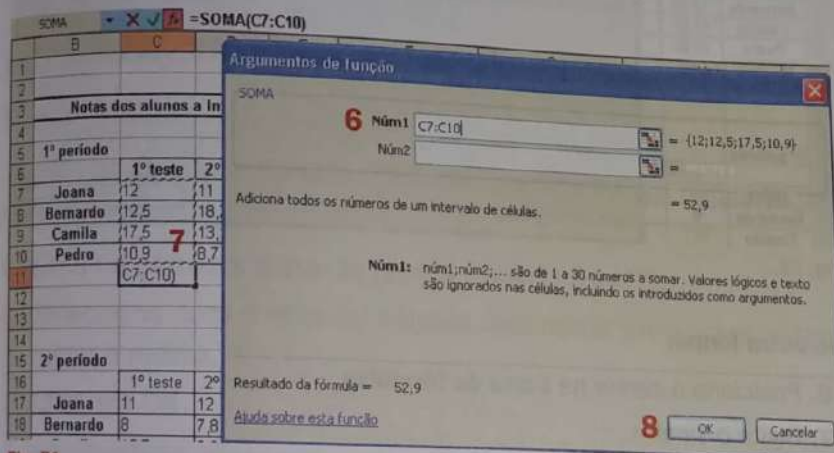 SOMA =SOMA(C7:C10)
B C
Argumentos de função
1
2
3 Notas dos alunos a In
4
5 1º período
6 1º teste 2º
7 Joana 12 11
8 Bernardo 12,5 18,
9 Camila 17,5 13,
10 Pedro 10,9 8,7
11 C7:C10)
12
13
14
15 2º período
16 1º teste 2º
17 Joana 11 12
18 Bernardo 8 7,8
7
SOMA
6 Núm1 C7:C10 = {12;12,5;17,5;10,9}
Núm2 =
= 52,9
Adiciona todos os números de um intervalo de células.
Núm1: núm1;núm2;... são de 1 a 30 números a somar. Valores lógicos e texto
são ignorados nas células, incluindo os introduzidos como argumentos.
Resultado da fórmula = 52,9
Ajuda sobre esta função
8 OK Cancelar